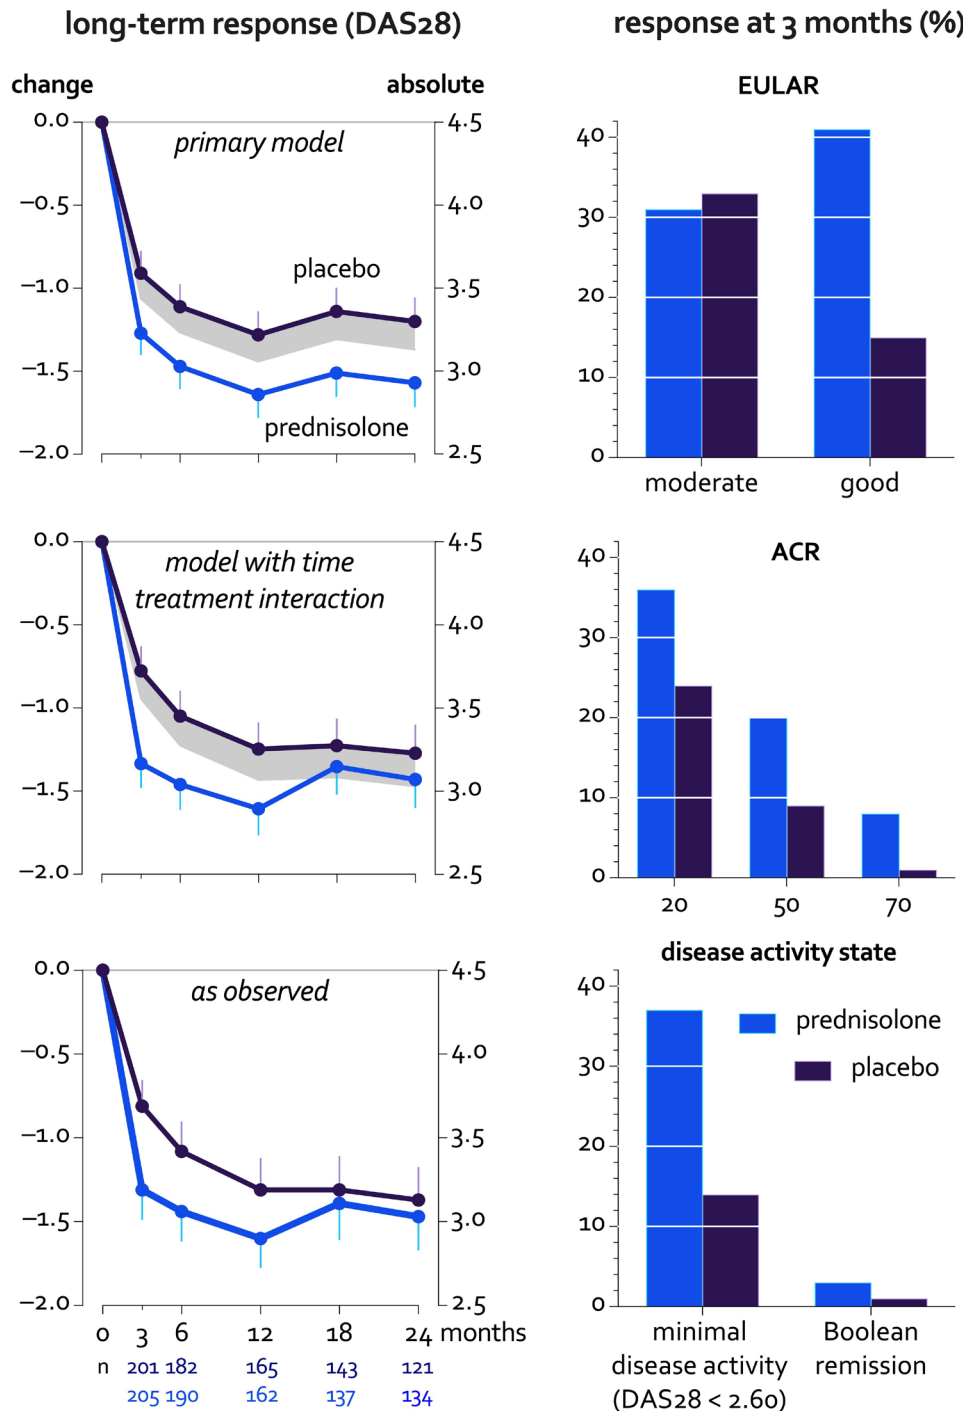 long-term response (DAS28)
change absolute
primary model
0.0 4.5
−0.5 4.0
−1.0 3.5
−1.5 3.0
−2.0 2.5
placebo
prednisolone
model with time
treatment interaction
0.0 4.5
−0.5 4.0
−1.0 3.5
−1.5 3.0
−2.0 2.5
as observed
0.0 4.5
−0.5 4.0
−1.0 3.5
−1.5 3.0
−2.0 2.5
0 3 6 12 18 24 months
n 201 182 165 143 121
205 190 162 137 134
response at 3 months (%)
EULAR
40
30
20
10
0
moderate good
ACR
40
30
20
10
0
20 50 70
disease activity state
40
30
20
10
0
prednisolone
placebo
minimal Boolean
disease activity remission
(DAS28 < 2.60)